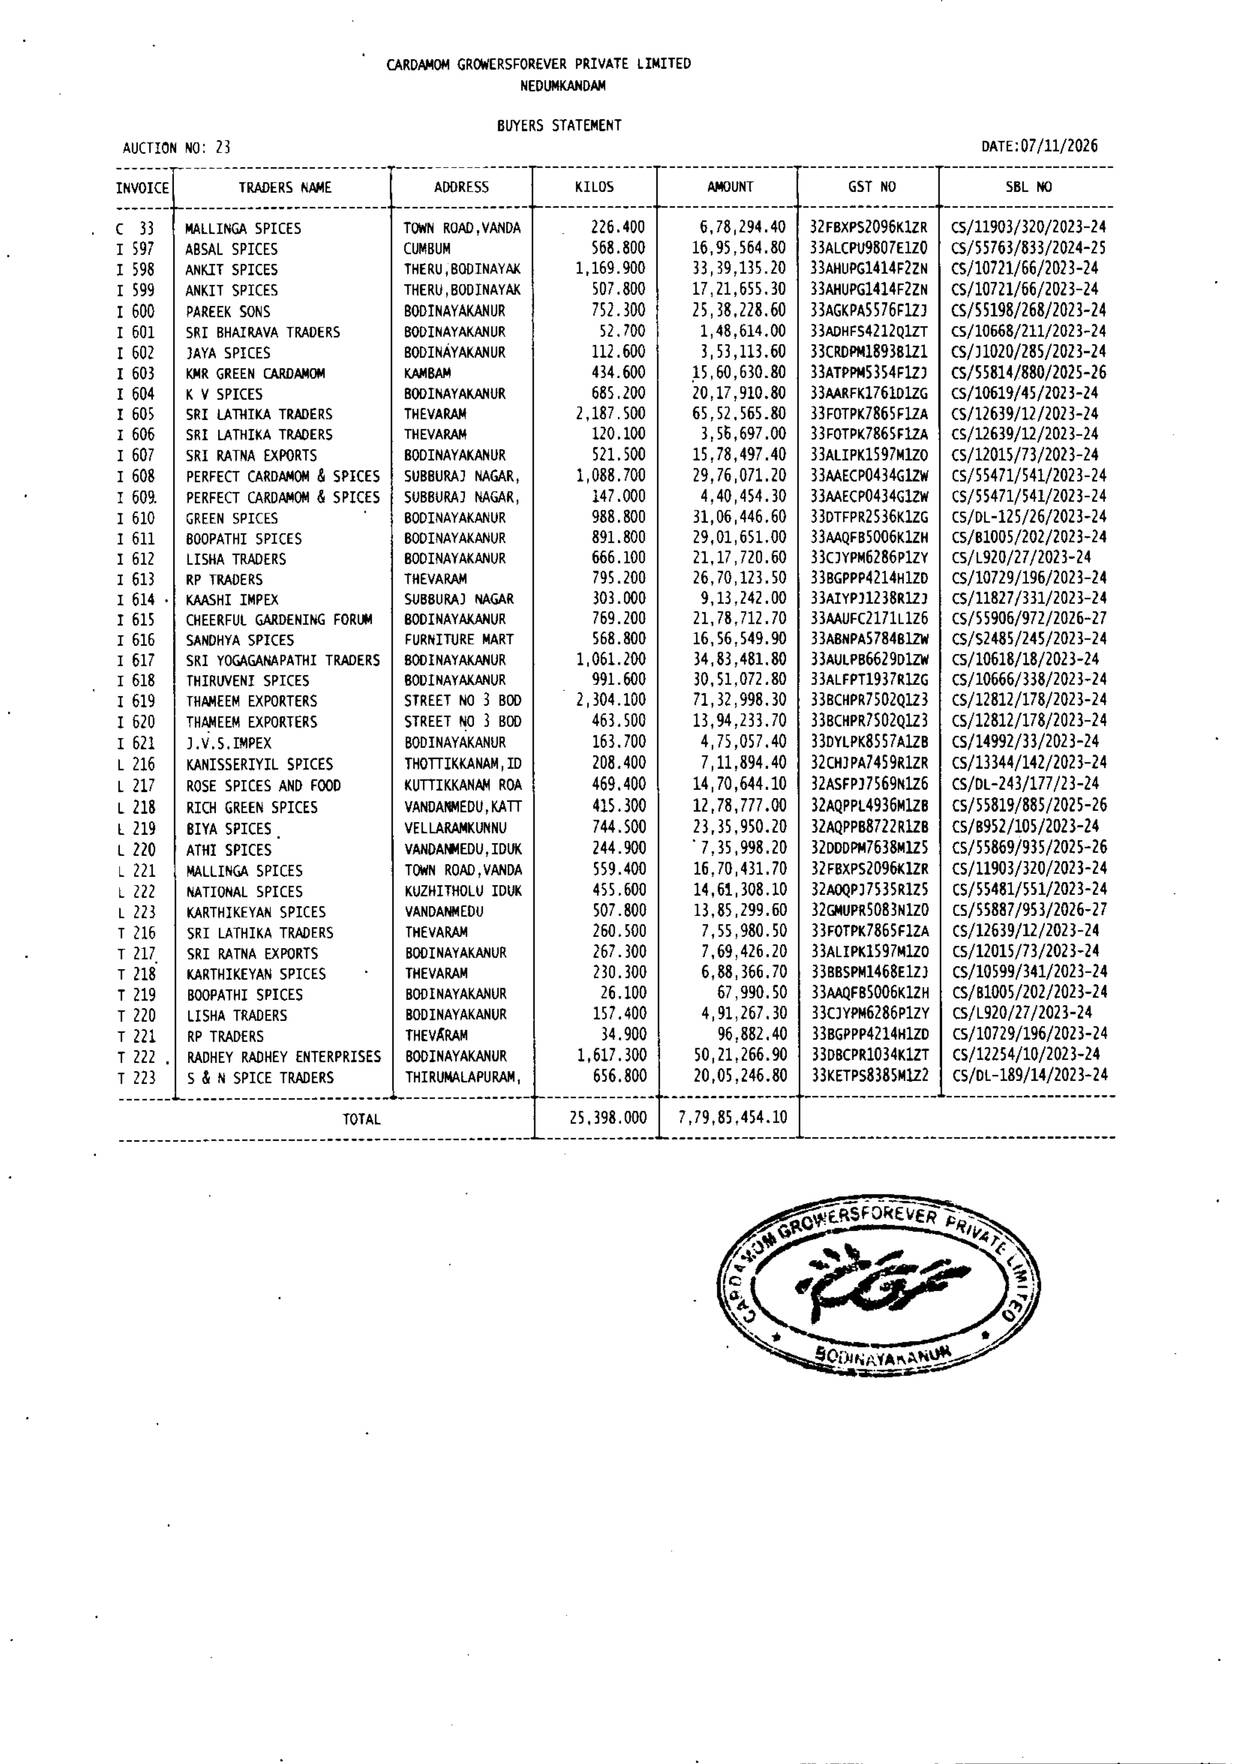 CARDAMOM GROWERSFOREVER PRIVATE LIMITED
NEDUMKANDAM
BUYERS STATEMENT
AUCTION NO: 23 DATE:07/11/2026
INVOICE TRADERS NAME ADDRESS KILOS AMOUNT GST NO SBL NO
C 33 MALLINGA SPICES TOWN ROAD,VANDA 226.400 6,78,294.40 32FBXPS2096K1ZR CS/11903/320/2023-24
I 597 ABSAL SPICES CUMBUM 568.800 16,95,564.80 33ALCPU9807E1ZO CS/55763/833/2024-25
I 598 ANKIT SPICES THERU,BODINAYAK 1,169.900 33,39,135.20 33AHUPG1414F2ZN CS/10721/66/2023-24
I 599 ANKIT SPICES THERU,BODINAYAK 507.800 17,21,655.30 33AHUPG1414F2ZN CS/10721/66/2023-24
I 600 PAREEK SONS BODINAYAKANUR 752.300 25,38,228.60 33AGKPA5576F1ZJ CS/55198/268/2023-24
I 601 SRI BHAIRAVA TRADERS BODINAYAKANUR 52.700 1,48,614.00 33ADHFS4212Q1ZT CS/10668/211/2023-24
I 602 JAYA SPICES BODINAYAKANUR 112.600 3,53,113.60 33CRDPM1893B1Z1 CS/J1020/285/2023-24
I 603 KMR GREEN CARDAMOM KAMBAM 434.600 15,60,630.80 33ATPPM5354F1ZJ CS/55814/880/2025-26
I 604 K V SPICES BODINAYAKANUR 685.200 20,17,910.80 33AARFK1761D1ZG CS/10619/45/2023-24
I 605 SRI LATHIKA TRADERS THEVARAM 2,187.500 65,52,565.80 33FOTPK7865F1ZA CS/12639/12/2023-24
I 606 SRI LATHIKA TRADERS THEVARAM 120.100 3,56,697.00 33FOTPK7865F1ZA CS/12639/12/2023-24
I 607 SRI RATNA EXPORTS BODINAYAKANUR 521.500 15,78,497.40 33ALIPK1597M1ZO CS/12015/73/2023-24
I 608 PERFECT CARDAMOM & SPICES SUBBURAJ NAGAR, 1,088.700 29,76,071.20 33AAECP0434G1ZW CS/55471/541/2023-24
I 609 PERFECT CARDAMOM & SPICES SUBBURAJ NAGAR, 147.000 4,40,454.30 33AAECP0434G1ZW CS/55471/541/2023-24
I 610 GREEN SPICES BODINAYAKANUR 988.800 31,06,446.60 33DTFPR2536K1ZG CS/DL-125/26/2023-24
I 611 BOOPATHI SPICES BODINAYAKANUR 891.800 29,01,651.00 33AAQFB5006K1ZH CS/B1005/202/2023-24
I 612 LISHA TRADERS BODINAYAKANUR 666.100 21,17,720.60 33CJYPM6286P1ZY CS/L920/27/2023-24
I 613 RP TRADERS THEVARAM 795.200 26,70,123.50 33BGPPP4214H1ZD CS/10729/196/2023-24
I 614 KAASHI IMPEX SUBBURAJ NAGAR 303.000 9,13,242.00 33AIYPJ1238R1ZJ CS/11827/331/2023-24
I 615 CHEERFUL GARDENING FORUM BODINAYAKANUR 769.200 21,78,712.70 33AAUFC2171L1Z6 CS/55906/972/2026-27
I 616 SANDHYA SPICES FURNITURE MART 568.800 16,56,549.90 33ABNPA5784B1ZW CS/S2485/245/2023-24
I 617 SRI YOGAGANAPATHI TRADERS BODINAYAKANUR 1,061.200 34,83,481.80 33AULPB6629D1ZW CS/10618/18/2023-24
I 618 THIRUVENI SPICES BODINAYAKANUR 991.600 30,51,072.80 33ALFPT1937R1ZG CS/10666/338/2023-24
I 619 THAMEEM EXPORTERS STREET NO 3 BOD 2,304.100 71,32,998.30 33BCHPR7502Q1Z3 CS/12812/178/2023-24
I 620 THAMEEM EXPORTERS STREET NO 3 BOD 463.500 13,94,233.70 33BCHPR7502Q1Z3 CS/12812/178/2023-24
I 621 J.V.S.IMPEX BODINAYAKANUR 163.700 4,75,057.40 33DYLPK8557A1ZB CS/14992/33/2023-24
L 216 KANISSERIYIL SPICES THOTTIKKANAM,ID 208.400 7,11,894.40 32CHJPA7459R1ZR CS/13344/142/2023-24
L 217 ROSE SPICES AND FOOD KUTTIKKANAM ROA 469.400 14,70,644.10 32ASFPJ7569N1Z6 CS/DL-243/177/23-24
L 218 RICH GREEN SPICES VANDANMEDU,KATT 415.300 12,78,777.00 32AQPPL4936M1ZB CS/55819/885/2025-26
L 219 BIYA SPICES VELLARAMKUNNU 744.500 23,35,950.20 32AQPPB8722R1ZB CS/B952/105/2023-24
L 220 ATHI SPICES VANDANMEDU,IDUK 244.900 7,35,998.20 32DDDPM7638M1Z5 CS/55869/935/2025-26
L 221 MALLINGA SPICES TOWN ROAD,VANDA 559.400 16,70,431.70 32FBXPS2096K1ZR CS/11903/320/2023-24
L 222 NATIONAL SPICES KUZHITHOLU IDUK 455.600 14,61,308.10 32AOQPJ7535R1Z5 CS/55481/551/2023-24
L 223 KARTHIKEYAN SPICES VANDANMEDU 507.800 13,85,299.60 32GMUPR5083N1ZO CS/55887/953/2026-27
T 216 SRI LATHIKA TRADERS THEVARAM 260.500 7,55,980.50 33FOTPK7865F1ZA CS/12639/12/2023-24
T 217 SRI RATNA EXPORTS BODINAYAKANUR 267.300 7,69,426.20 33ALIPK1597M1ZO CS/12015/73/2023-24
T 218 KARTHIKEYAN SPICES THEVARAM 230.300 6,88,366.70 33BBSPM1468E1ZJ CS/10599/341/2023-24
T 219 BOOPATHI SPICES BODINAYAKANUR 26.100 67,990.50 33AAQFB5006K1ZH CS/B1005/202/2023-24
T 220 LISHA TRADERS BODINAYAKANUR 157.400 4,91,267.30 33CJYPM6286P1ZY CS/L920/27/2023-24
T 221 RP TRADERS THEVARAM 34.900 96,882.40 33BGPPP4214H1ZD CS/10729/196/2023-24
T 222 RADHEY RADHEY ENTERPRISES BODINAYAKANUR 1,617.300 50,21,266.90 33DBCPR1034K1ZT CS/12254/10/2023-24
T 223 S & N SPICE TRADERS THIRUMALAPURAM, 656.800 20,05,246.80 33KETPS8385M1Z2 CS/DL-189/14/2023-24
TOTAL 25,398.000 7,79,85,454.10
CARDAMOM GROWERSFOREVER PRIVATE LIMITED
BODINAYAKANUR